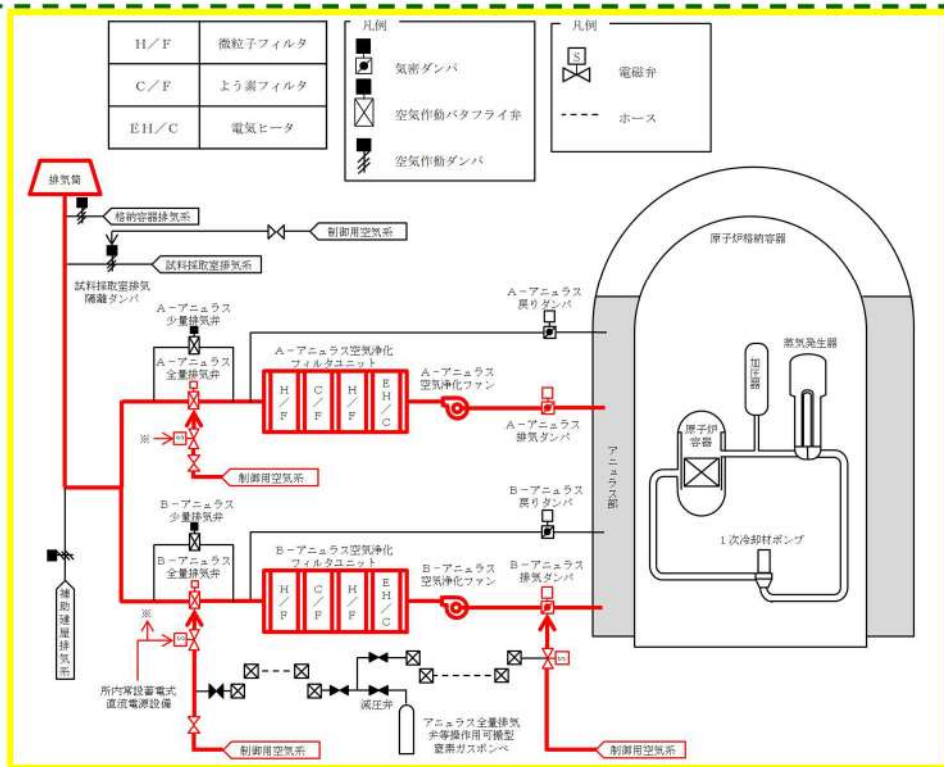 H/F 微粒子フィルタ
C/F よう素フィルタ
EH/C 電気ヒータ
凡例
気密ダンパ
空気作動バタフライ弁
空気作動ダンパ
凡例
S
電磁弁
ホース
排気筒
格納容器排気系
制御用空気系
試料採取室排気系
試料採取室排気
隔離ダンパ
原子炉格納容器
A-アニュラス
戻りダンパ
A-アニュラス
少量排気弁
A-アニュラス
全量排気弁
A-アニュラス空気浄化
フィルタユニット
H/F
C/F
H/F
EH/C
A-アニュラス
空気浄化ファン
A-アニュラス
排気ダンパ
※
S
制御用空気系
アニュラス部
加圧器
蒸気発生器
原子炉
容器
1次冷却材ポンプ
B-アニュラス
戻りダンパ
B-アニュラス
少量排気弁
B-アニュラス
全量排気弁
B-アニュラス空気浄化
フィルタユニット
H/F
C/F
H/F
EH/C
B-アニュラス
空気浄化ファン
B-アニュラス
排気ダンパ
※
S
S
補助建屋排気系
所内常設蓄電式
直流電源設備
減圧弁
アニュラス全量排気
弁等操作用可搬型
窒素ガスボンベ
制御用空気系
制御用空気系